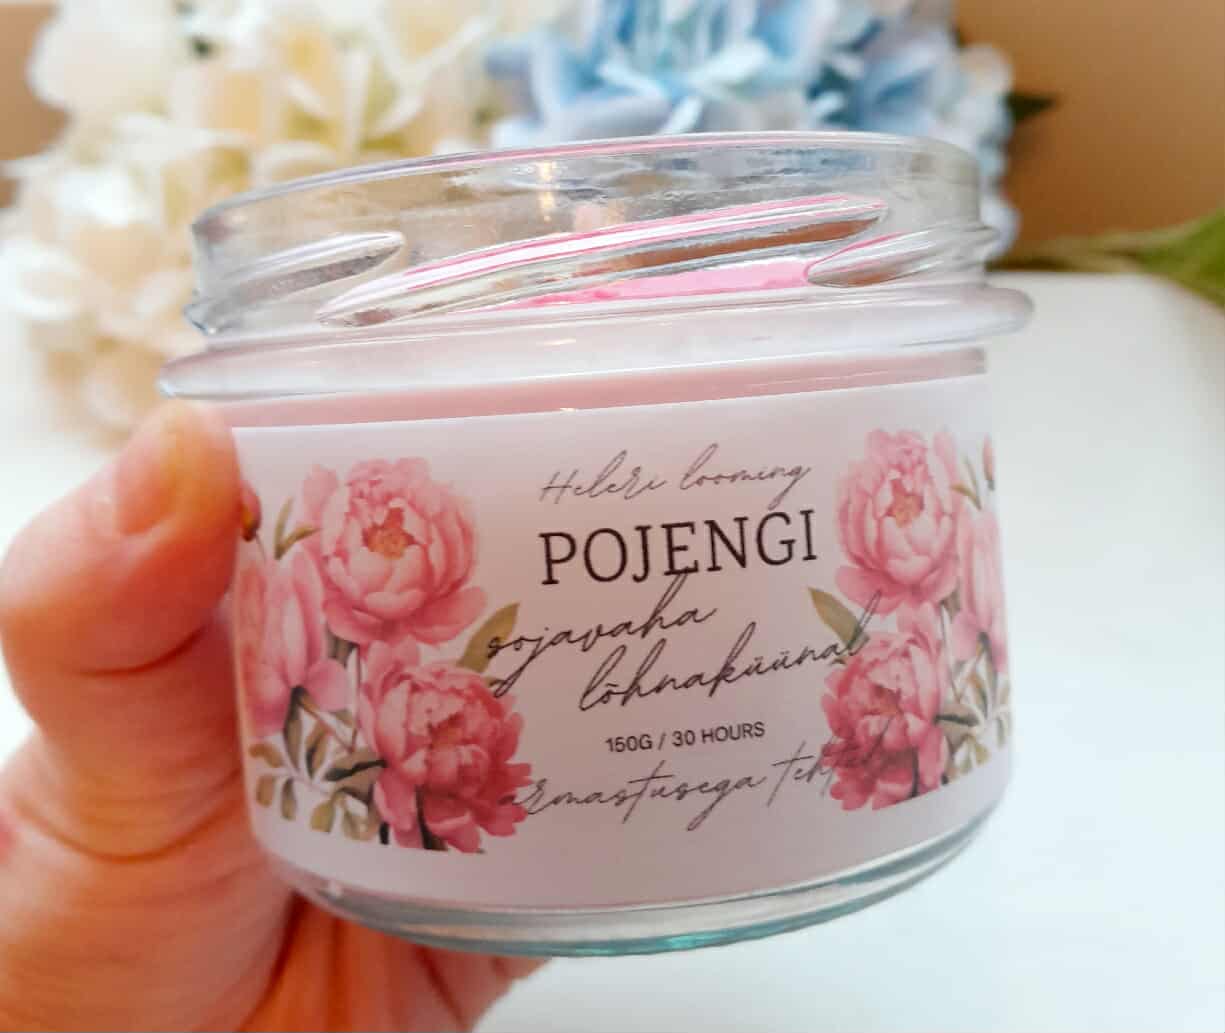 Heleri looming
POJENGI
sojavaha
lõhnaküünal
150G / 30 HOURS
armastusega tehtud